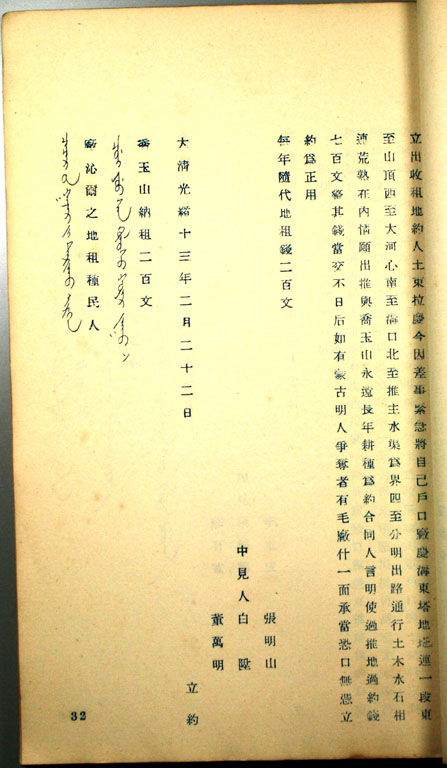 立出收租地約人土東拉慶今因差事緊急將自己戶口廠慶溝東塔地連一段東
至山頂西至大河心南至溝口北至推主水渠爲界四至公明出路通行土木水石相
連荒熟在內情願出推與喬玉山永遠長年耕種爲約合同人言明使過推地過約錢
七百文整其錢當交不日后如有蒙古明人爭奪者有毛廠什一面承當恐口無憑立
約爲正用
每年隨代地租錢二百文
張明山
中見人白陞
董萬明
大清光緒十三年二月二十二日 立約
喬玉山納租二百文
廠沁爾之地租種民人
32